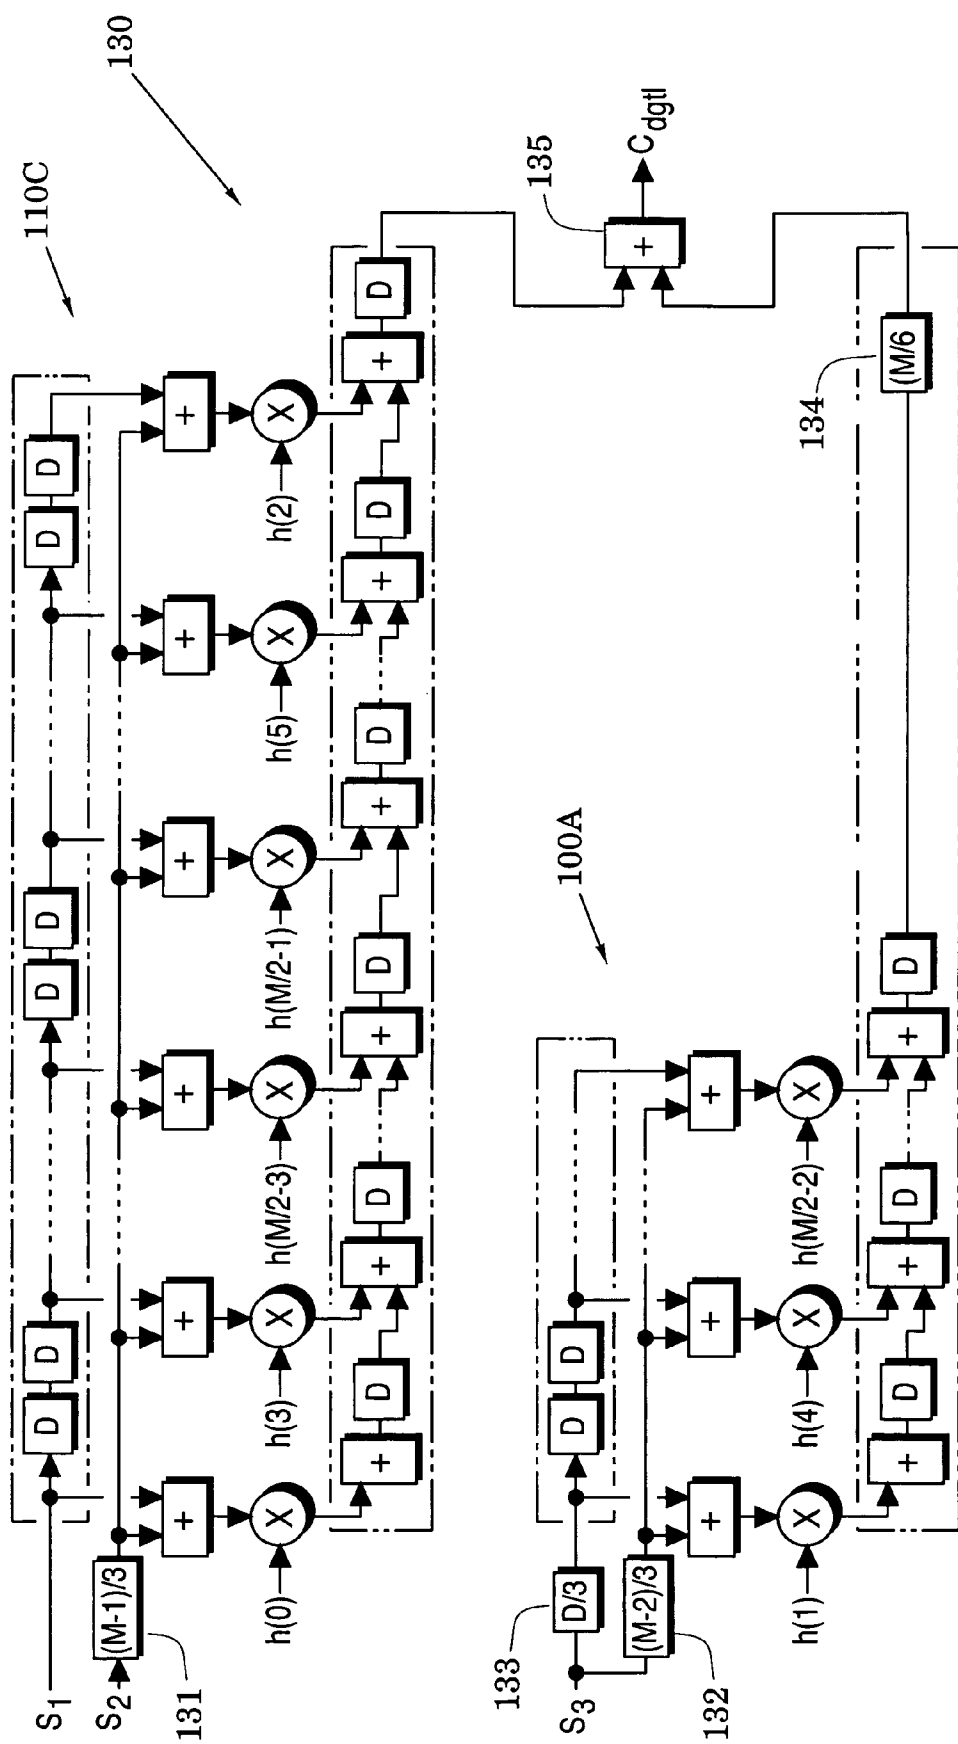 130
110C
S1
D D D D D D
S2
(M-1)/3
131
+ + + + + +
X X X X X X
h(0) h(3) h(M/2-3) h(M/2-1) h(5) h(2)
+ D + D + D + D + D + D
135
+
Cdgtl
100A
133
S3
D/3
D D
(M-2)/3
132
+ + +
X X X
h(1) h(4) h(M/2-2)
134
+ D + D + D (M/6